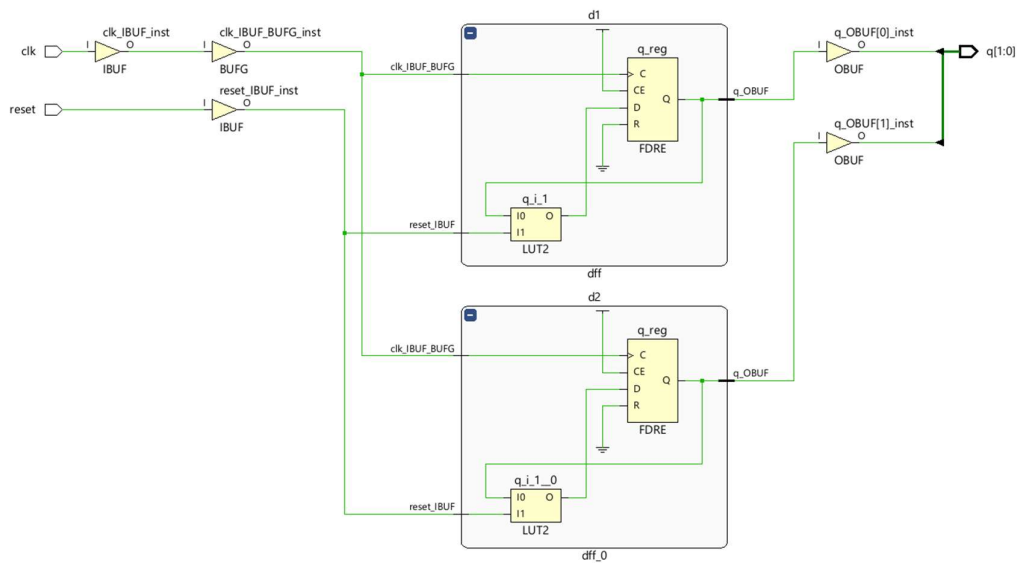 clk
I
clk_IBUF_inst
O
IBUF
I
clk_IBUF_BUFG_inst
O
BUFG
reset
I
reset_IBUF_inst
O
IBUF
d1
clk_IBUF_BUFG
q_reg
C
CE
D
R
Q
FDRE
q_OBUF
reset_IBUF
q_i_1
I0
I1
O
LUT2
dff
d2
clk_IBUF_BUFG
q_reg
C
CE
D
R
Q
FDRE
q_OBUF
reset_IBUF
q_i_1__0
I0
I1
O
LUT2
dff_0
q_OBUF[0]_inst
I
O
OBUF
q_OBUF[1]_inst
I
O
OBUF
q[1:0]